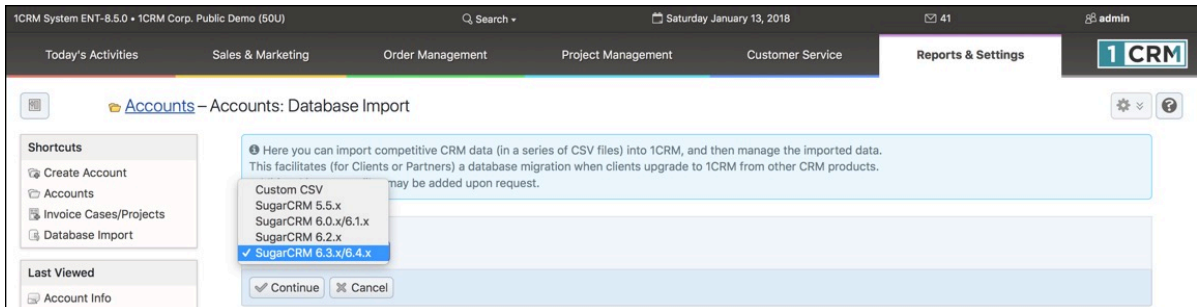 1CRM System ENT-8.5.0 • 1CRM Corp. Public Demo (50U)
Search
Saturday January 13, 2018
41
admin
Today's Activities
Sales & Marketing
Order Management
Project Management
Customer Service
Reports & Settings
1 CRM
Accounts – Accounts: Database Import
Shortcuts
Create Account
Accounts
Invoice Cases/Projects
Database Import
Last Viewed
Account Info
Here you can import competitive CRM data (in a series of CSV files) into 1CRM, and then manage the imported data.
This facilitates (for Clients or Partners) a database migration when clients upgrade to 1CRM from other CRM products.
may be added upon request.
Custom CSV
SugarCRM 5.5.x
SugarCRM 6.0.x/6.1.x
SugarCRM 6.2.x
✓ SugarCRM 6.3.x/6.4.x
Continue
Cancel